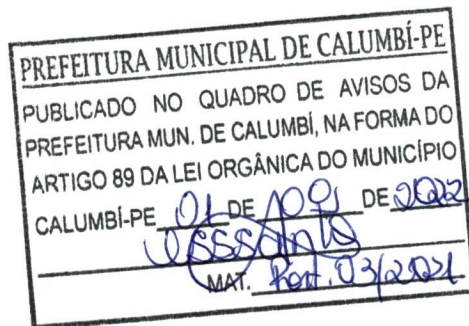 PREFEITURA MUNICIPAL DE CALUMBÍ-PE
PUBLICADO NO QUADRO DE AVISOS DA
PREFEITURA MUN. DE CALUMBÍ, NA FORMA DO
ARTIGO 89 DA LEI ORGÂNICA DO MUNICÍPIO
CALUMBÍ-PE 01 DE DE 2022
MAT. Port. 03/2021